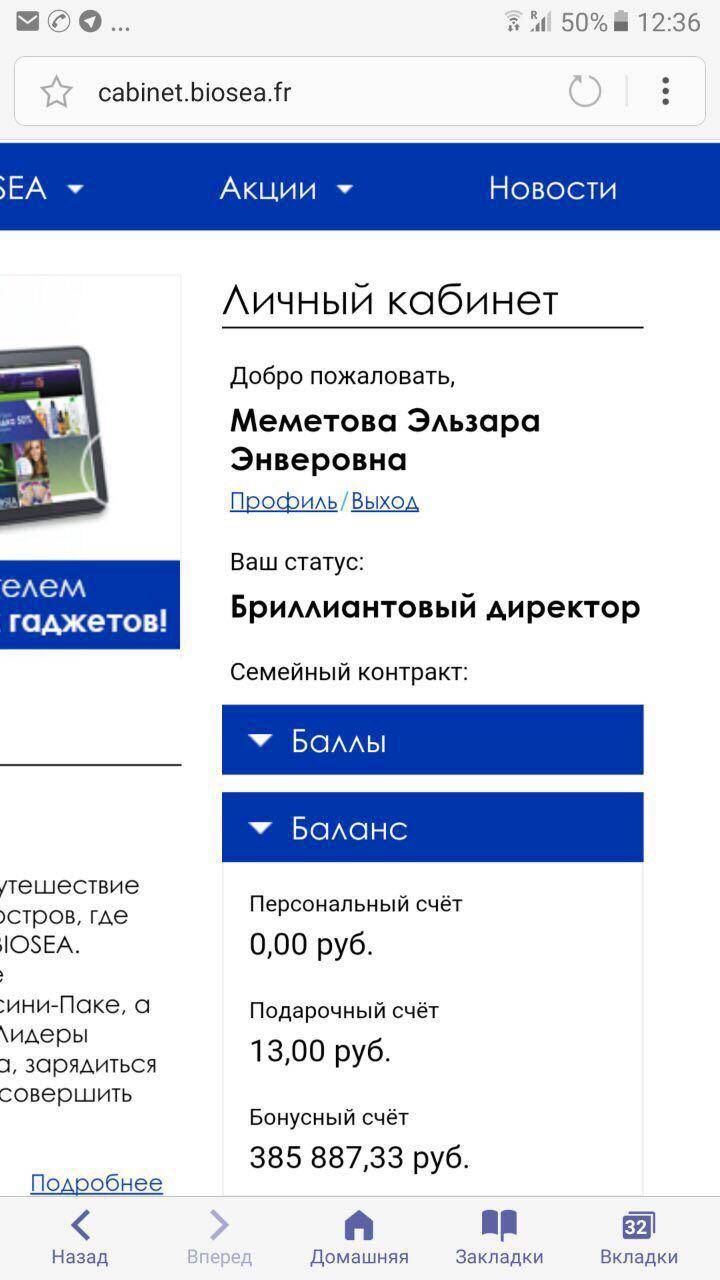 ... R 50% 12:36
cabinet.biosea.fr
SEA Акции Новости
Личный кабинет
Добро пожаловать,
Меметова Эльзара
Энверовна
Профиль/Выход
Ваш статус:
елем
Бриллиантовый директор
гаджетов!
Семейный контракт:
Баллы
Баланс
утешествие
Персональный счёт
остров, где
0,00 руб.
BIOSEA.
е
сини-Паке, а
Подарочный счёт
Лидеры
13,00 руб.
а, зарядиться
совершить
Бонусный счёт
385 887,33 руб.
Подробнее
32
Назад Вперед Домашняя Закладки Вкладки